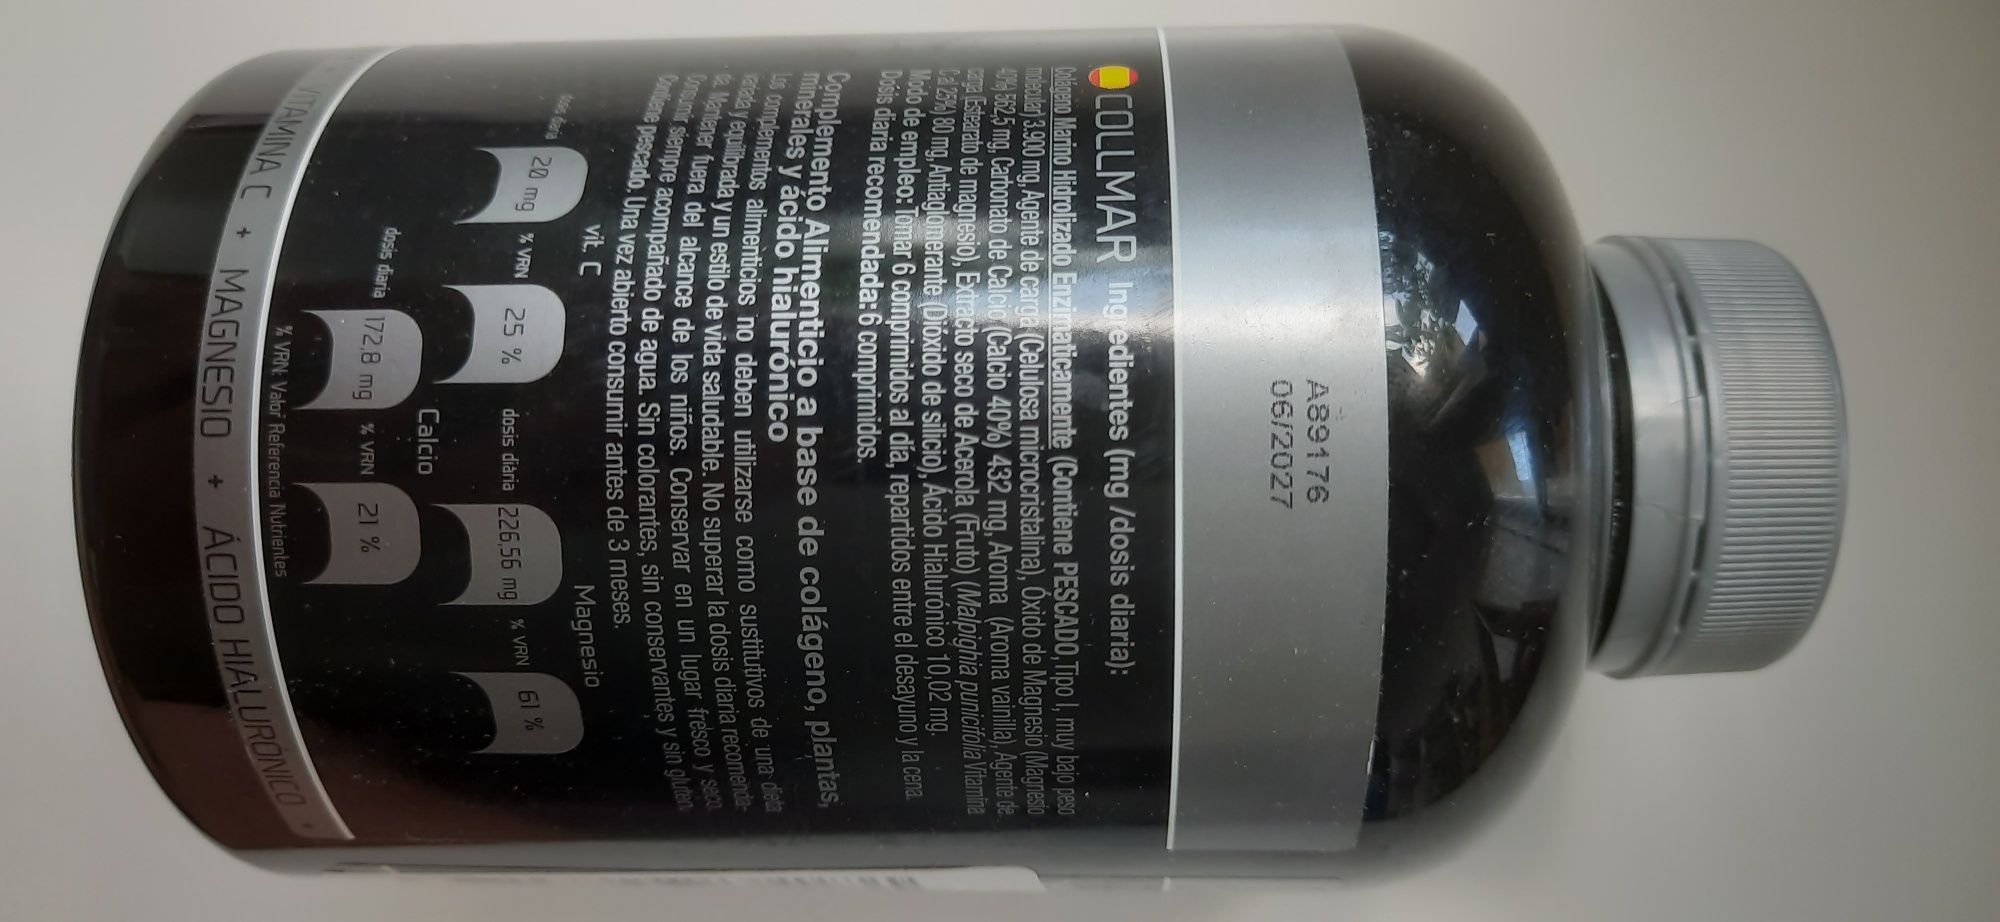 A89176
06/2027
COLLMAR Ingredientes (mg /dosis diaria):
Colágeno Marino Hidrolizado Enzimaticamente (Contiene PESCADO, Tipo I, muy bajo peso
molecular) 3.900 mg, Agente de carga (Celulosa microcristalina), Óxido de Magnesio (Magnesio
40%) 562,5 mg, Carbonato de Calcio (Calcio 40%) 432 mg, Aroma (Aroma vainilla), Agente de
carga (Estearato de magnesio), Extracto seco de Acerola (Fruto) (Malpighia punicifolia Vitamina
C al 25%) 80 mg, Antiaglomerante (Dióxido de silicio), Ácido Hialurónico 10,02 mg.
Modo de empleo: Tomar 6 comprimidos al día, repartidos entre el desayuno y la cena.
Dosis diaria recomendada: 6 comprimidos.
Complemento Alimenticio a base de colágeno, plantas,
minerales y ácido hialurónico
Los complementos alimenticios no deben utilizarse como sustitutivos de una dieta
variada y equilibrada y un estilo de vida saludable. No superar la dosis diaria recomenda-
da. Mantener fuera del alcance de los niños. Conservar en un lugar fresco y seco.
Consumir siempre acompañado de agua. Sin colorantes, sin conservantes y sin gluten.
Contiene pescado. Una vez abierto consumir antes de 3 meses.
vit. C Magnesio
dosis diaria 20 mg % VRN 25 % dosis diaria 226,56 mg % VRN 61 %
Calcio
dosis diaria 172,8 mg % VRN 21 %
% VRN: Valor Referencia Nutrientes
VITAMINA C + MAGNESIO + ÁCIDO HIALURÓNICO +